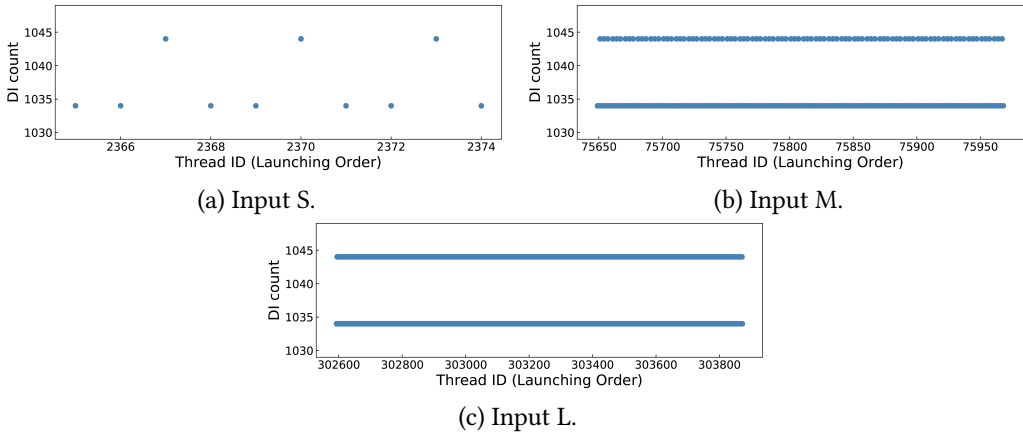 1045
1040
1035
1030
DI count
2366 2368 2370 2372 2374
Thread ID (Launching Order)
(a) Input S.
1045
1040
1035
1030
DI count
75650 75700 75750 75800 75850 75900 75950
Thread ID (Launching Order)
(b) Input M.
1045
1040
1035
1030
DI count
302600 302800 303000 303200 303400 303600 303800
Thread ID (Launching Order)
(c) Input L.